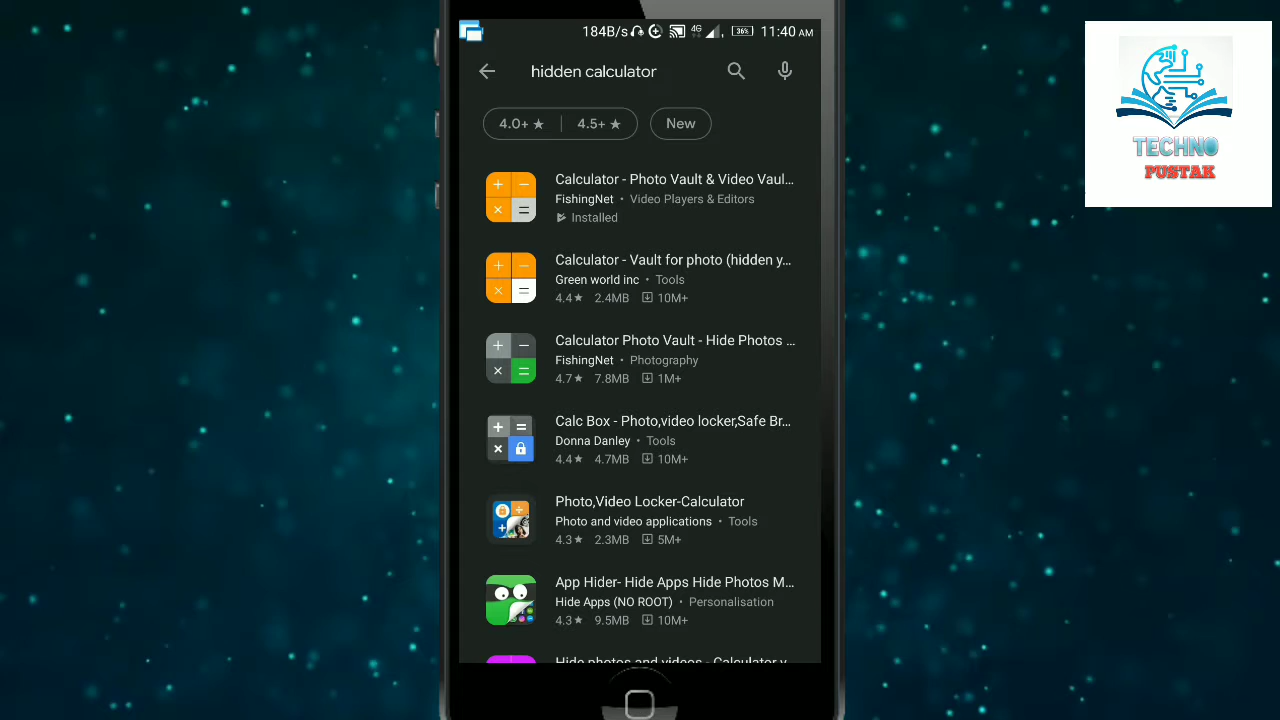 184B/s 4G 36% 11:40 AM
hidden calculator
4.0+ ★ 4.5+ ★ New
Calculator - Photo Vault & Video Vaul...
FishingNet • Video Players & Editors
Installed
Calculator - Vault for photo (hidden y...
Green world inc • Tools
4.4★ 2.4MB 10M+
Calculator Photo Vault - Hide Photos ...
FishingNet • Photography
4.7★ 7.8MB 1M+
Calc Box - Photo,video locker,Safe Br...
Donna Danley • Tools
4.4★ 4.7MB 10M+
Photo,Video Locker-Calculator
Photo and video applications • Tools
4.3★ 2.3MB 5M+
App Hider- Hide Apps Hide Photos M...
Hide Apps (NO ROOT) • Personalisation
4.3★ 9.5MB 10M+
Hide photos and videos - Calculator v...
TECHNO
PUSTAK